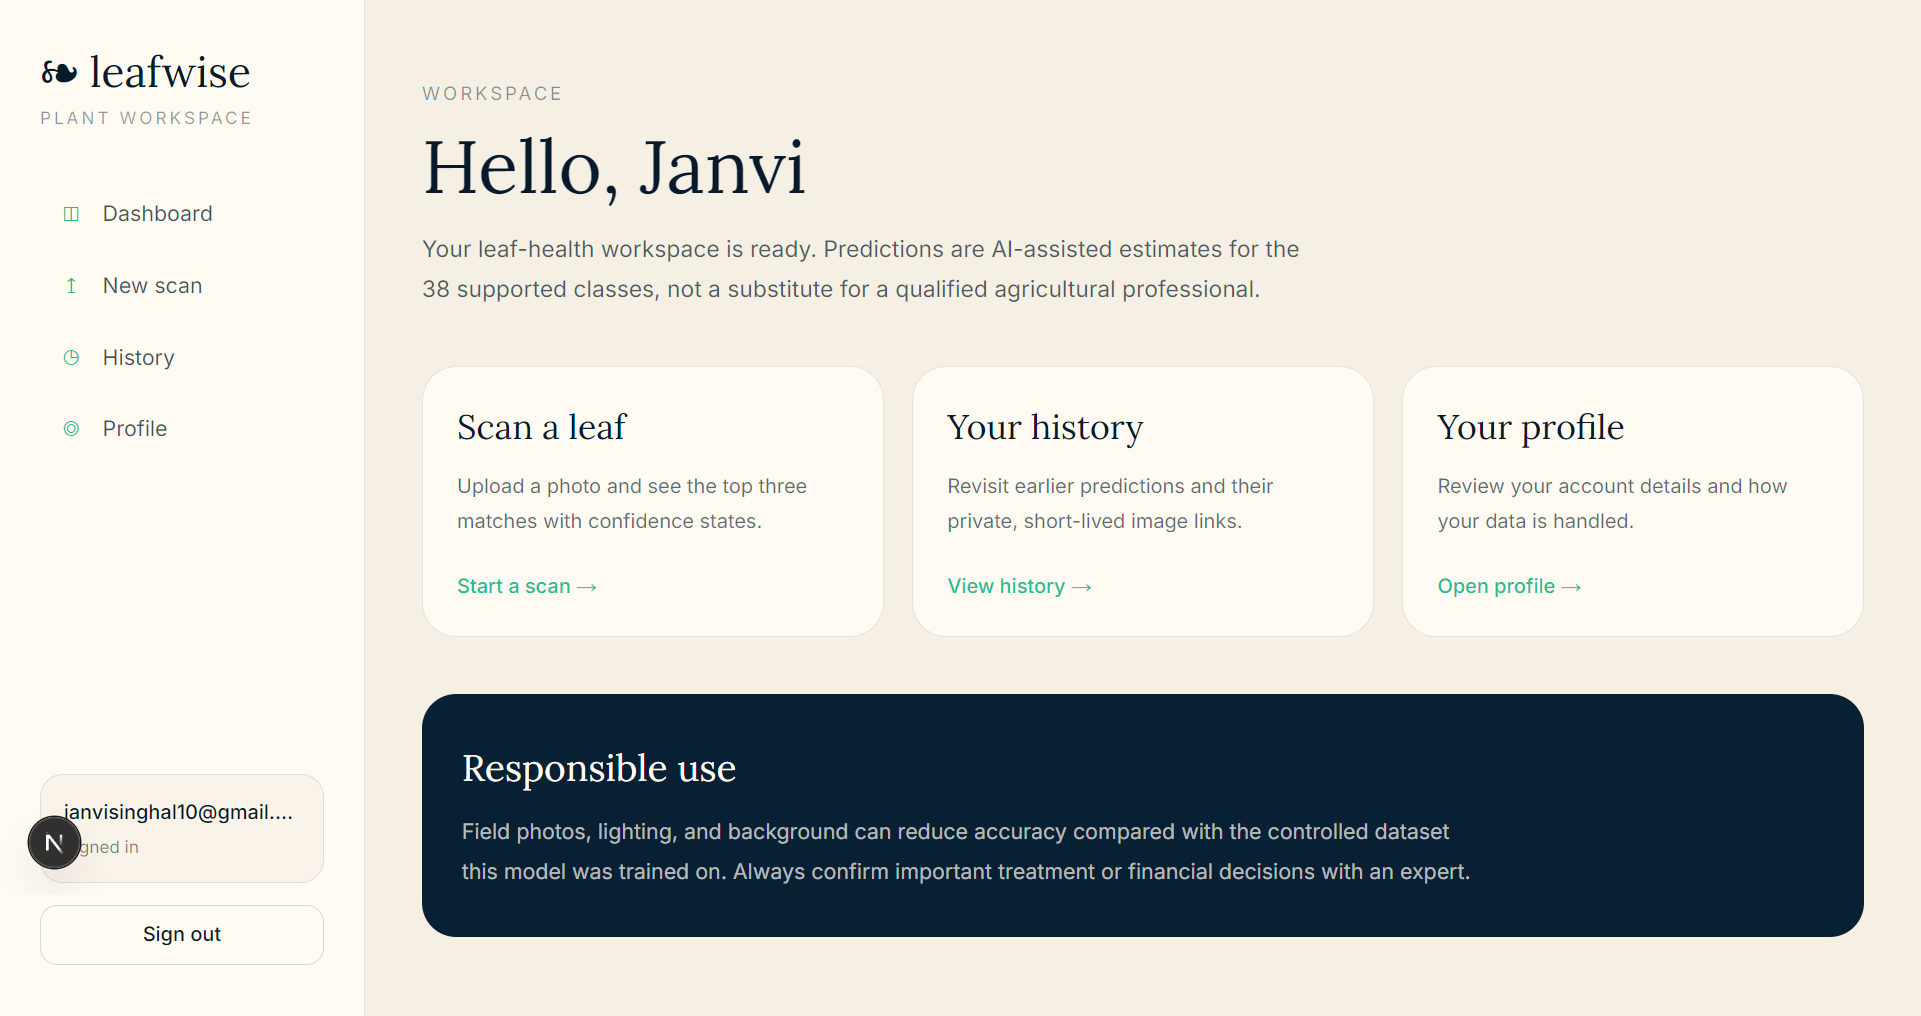 ❧ leafwise
PLANT WORKSPACE
Dashboard
New scan
History
Profile
janvisinghal10@gmail....
gned in
Sign out
WORKSPACE
Hello, Janvi
Your leaf-health workspace is ready. Predictions are AI-assisted estimates for the
38 supported classes, not a substitute for a qualified agricultural professional.
Scan a leaf
Upload a photo and see the top three
matches with confidence states.
Start a scan →
Your history
Revisit earlier predictions and their
private, short-lived image links.
View history →
Your profile
Review your account details and how
your data is handled.
Open profile →
Responsible use
Field photos, lighting, and background can reduce accuracy compared with the controlled dataset
this model was trained on. Always confirm important treatment or financial decisions with an expert.